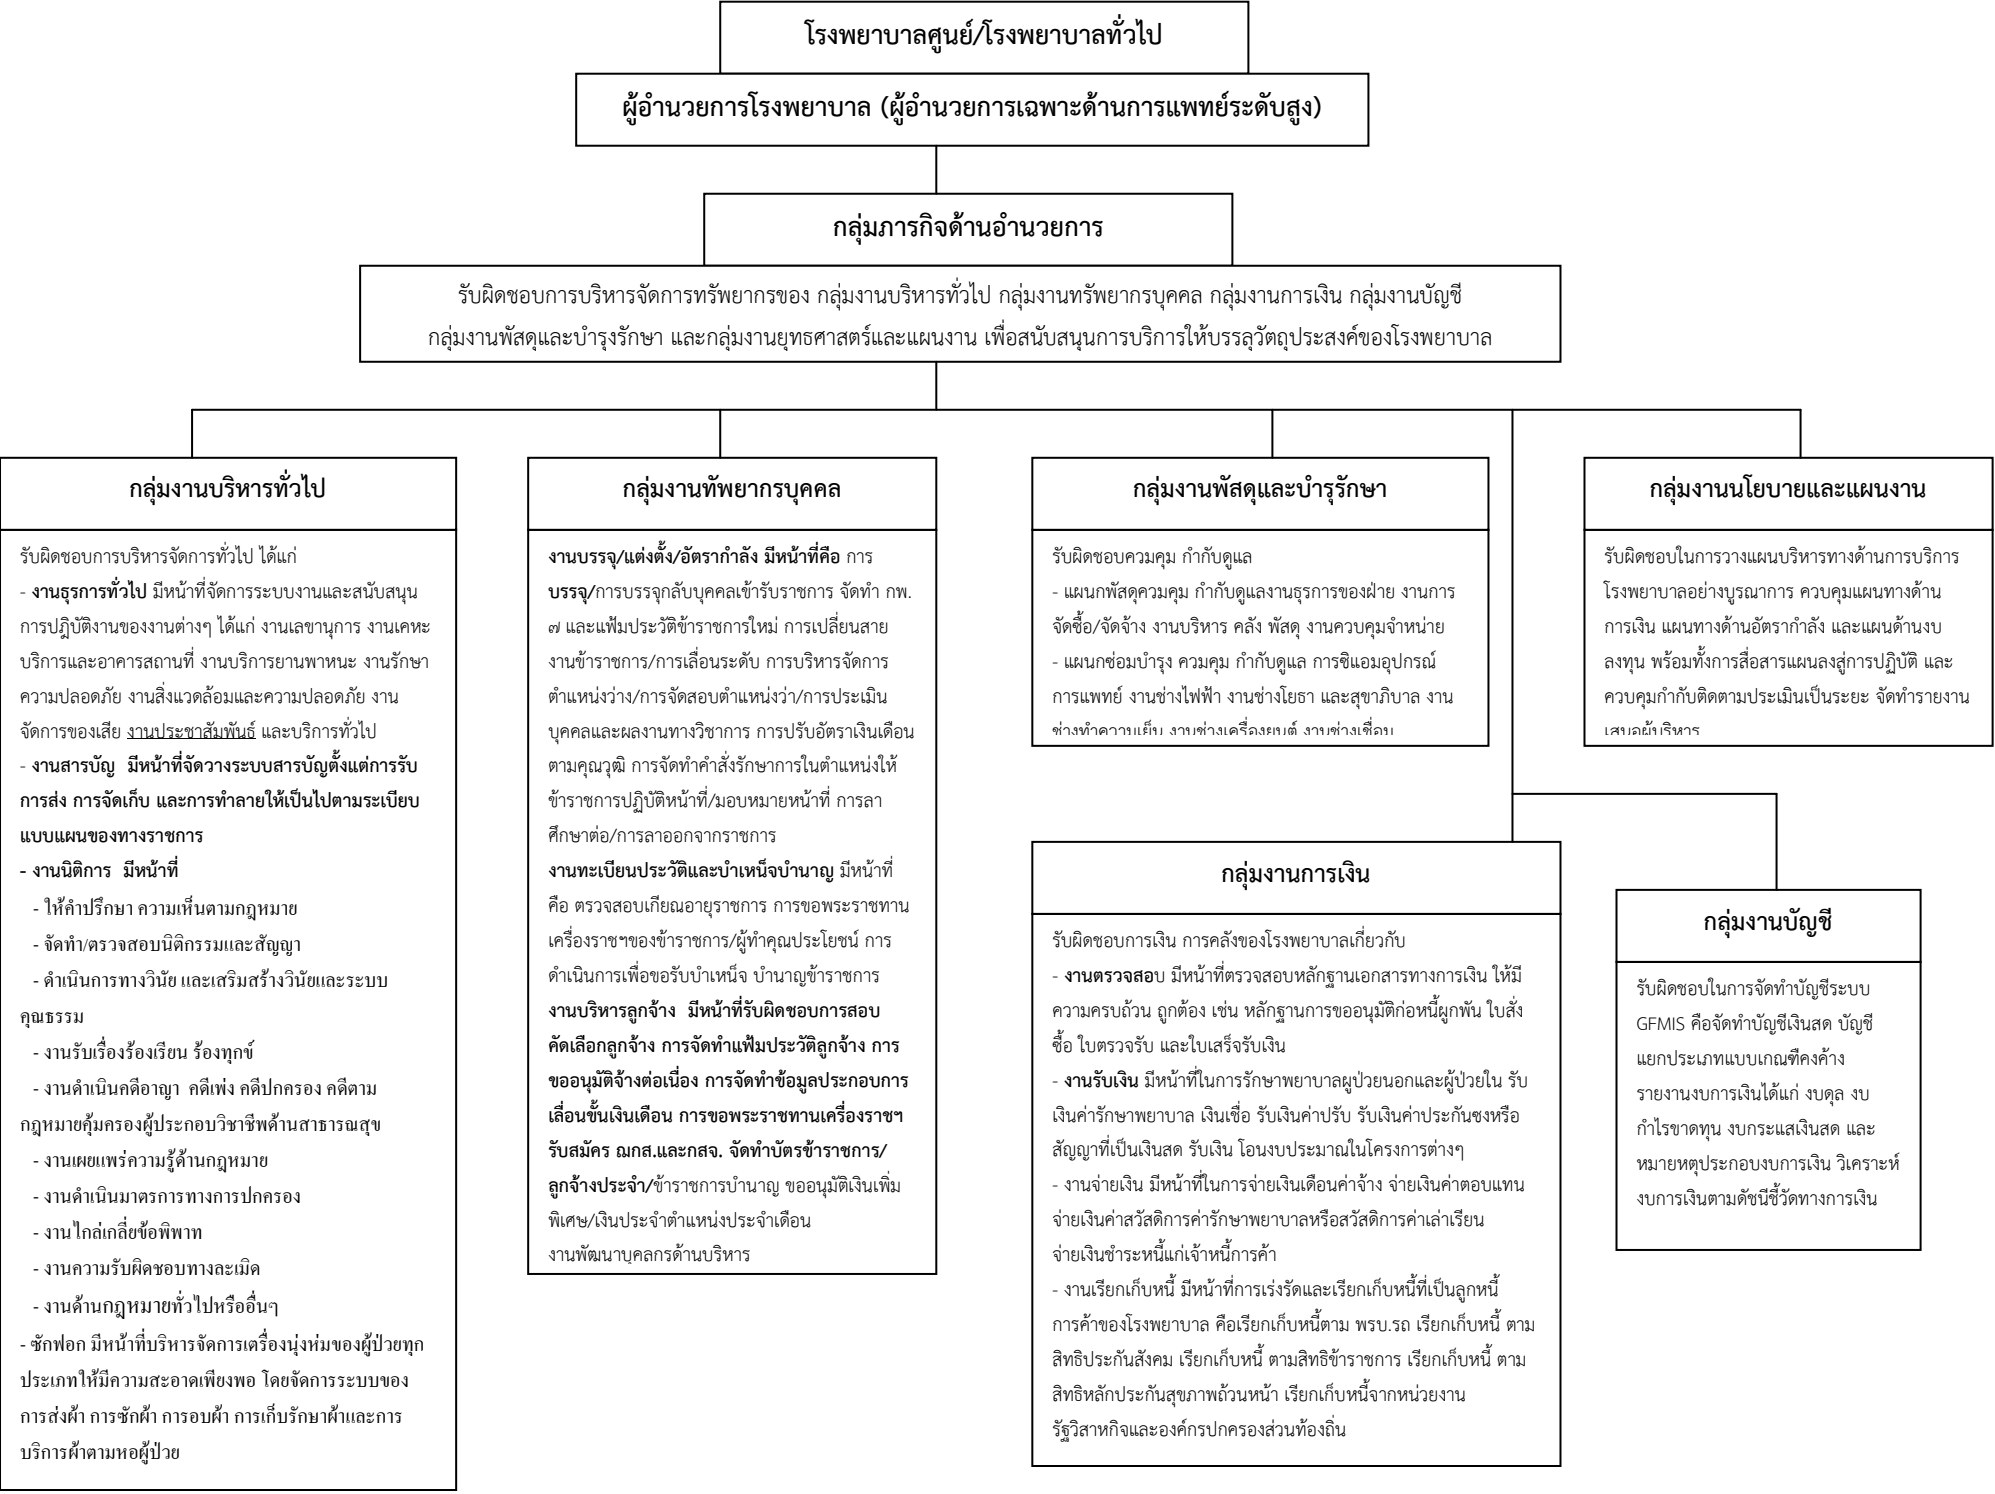 โรงพยาบาลศูนย์/โรงพยาบาลทั่วไป
ผู้อำนวยการโรงพยาบาล (ผู้อำนวยการเฉพาะด้านการแพทย์ระดับสูง)
กลุ่มภารกิจด้านอำนวยการ
รับผิดชอบการบริหารจัดการทรัพยากรของ กลุ่มงานบริหารทั่วไป กลุ่มงานทรัพยากรบุคคล กลุ่มงานการเงิน กลุ่มงานบัญชี
กลุ่มงานพัสดุและบำรุงรักษา และกลุ่มงานยุทธศาสตร์และแผนงาน เพื่อสนับสนุนการบริการให้บรรลุวัตถุประสงค์ของโรงพยาบาล
กลุ่มงานบริหารทั่วไป
รับผิดชอบการบริหารจัดการทั่วไป ได้แก่
- งานธุรการทั่วไป มีหน้าที่จัดการระบบงานและสนับสนุน
การปฎิบัติงานของงานต่างๆ ได้แก่ งานเลขานุการ งานเคหะ
บริการและอาคารสถานที่ งานบริการยานพาหนะ งานรักษา
ความปลอดภัย งานสิ่งแวดล้อมและความปลอดภัย งาน
จัดการของเสีย งานประชาสัมพันธ์ และบริการทั่วไป
- งานสารบัญ มีหน้าที่จัดวางระบบสารบัญตั้งแต่การรับ
การส่ง การจัดเก็บ และการทำลายให้เป็นไปตามระเบียบ
แบบแผนของทางราชการ
- งานนิติการ มีหน้าที่
- ให้คำปรึกษา ความเห็นตามกฎหมาย
- จัดทำ/ตรวจสอบนิติกรรมและสัญญา
- ดำเนินการทางวินัย และเสริมสร้างวินัยและระบบ
คุณธรรม
- งานรับเรื่องร้องเรียน ร้องทุกข์
- งานดำเนินคดีอาญา คดีเพ่ง คดีปกครอง คดีตาม
กฎหมายคุ้มครองผู้ประกอบวิชาชีพด้านสาธารณสุข
- งานเผยแพร่ความรู้ด้านกฎหมาย
- งานดำเนินมาตรการทางการปกครอง
- งานไกล่เกลี่ยข้อพิพาท
- งานความรับผิดชอบทางละเมิด
- งานด้านกฎหมายทั่วไปหรืออื่นๆ
- ซักฟอก มีหน้าที่บริหารจัดการเครื่องนุ่งห่มของผู้ป่วยทุก
ประเภทให้มีความสะอาดเพียงพอ โดยจัดการระบบของ
การส่งผ้า การซักผ้า การอบผ้า การเก็บรักษาผ้าและการ
บริการผ้าตามหอผู้ป่วย
กลุ่มงานทัพยากรบุคคล
งานบรรจุ/แต่งตั้ง/อัตรากำลัง มีหน้าที่คือ การ
บรรจุ/การบรรจุกลับบุคคลเข้ารับราชการ จัดทำ กพ.
๗ และแฟ้มประวัติข้าราชการใหม่ การเปลี่ยนสาย
งานข้าราชการ/การเลื่อนระดับ การบริหารจัดการ
ตำแหน่งว่าง/การจัดสอบตำแหน่งว่า/การประเมิน
บุคคลและผลงานทางวิชาการ การปรับอัตราเงินเดือน
ตามคุณวุฒิ การจัดทำคำสั่งรักษาการในตำแหน่งให้
ข้าราชการปฏิบัติหน้าที่/มอบหมายหน้าที่ การลา
ศึกษาต่อ/การลาออกจากราชการ
งานทะเบียนประวัติและบำเหน็จบำนาญ มีหน้าที่
คือ ตรวจสอบเกียณอายุราชการ การขอพระราชทาน
เครื่องราชฯของข้าราชการ/ผู้ทำคุณประโยชน์ การ
ดำเนินการเพื่อขอรับบำเหน็จ บำนาญข้าราชการ
งานบริหารลูกจ้าง มีหน้าที่รับผิดชอบการสอบ
คัดเลือกลูกจ้าง การจัดทำแฟ้มประวัติลูกจ้าง การ
ขออนุมัติจ้างต่อเนื่อง การจัดทำข้อมูลประกอบการ
เลื่อนขั้นเงินเดือน การขอพระราชทานเครื่องราชฯ
รับสมัคร ฌกส.และกสจ. จัดทำบัตรข้าราชการ/
ลูกจ้างประจำ/ข้าราชการบำนาญ ขออนุมัติเงินเพิ่ม
พิเศษ/เงินประจำตำแหน่งประจำเดือน
งานพัฒนาบุคลกรด้านบริหาร
กลุ่มงานพัสดุและบำรุรักษา
รับผิดชอบควมคุม กำกับดูแล
- แผนกพัสดุควมคุม กำกับดูแลงานธุรการของฝ่าย งานการ
จัดซื้อ/จัดจ้าง งานบริหาร คลัง พัสดุ งานควบคุมจำหน่าย
- แผนกซ่อมบำรุง ควมคุม กำกับดูแล การซิแอมอุปกรณ์
การแพทย์ งานช่างไฟฟ้า งานช่างโยธา และสุขาภิบาล งาน
ช่างทำความเย็น งานช่างเครื่องยนต์ งานช่างเชื่อม
กลุ่มงานนโยบายและแผนงาน
รับผิดชอบในการวางแผนบริหารทางด้านการบริการ
โรงพยาบาลอย่างบูรณาการ ควบคุมแผนทางด้าน
การเงิน แผนทางด้านอัตรากำลัง และแผนด้านงบ
ลงทุน พร้อมทั้งการสื่อสารแผนลงสู่การปฏิบัติ และ
ควบคุมกำกับติดตามประเมินเป็นระยะ จัดทำรายงาน
เสนอผู้บริหาร
กลุ่มงานการเงิน
รับผิดชอบการเงิน การคลังของโรงพยาบาลเกี่ยวกับ
- งานตรวจสอบ มีหน้าที่ตรวจสอบหลักฐานเอกสารทางการเงิน ให้มี
ความครบถ้วน ถูกต้อง เช่น หลักฐานการขออนุมัติก่อหนี้ผูกพัน ใบสั่ง
ซื้อ ใบตรวจรับ และใบเสร็จรับเงิน
- งานรับเงิน มีหน้าที่ในการรักษาพยาบาลผูป่วยนอกและผู้ป่วยใน รับ
เงินค่ารักษาพยาบาล เงินเชื่อ รับเงินค่าปรับ รับเงินค่าประกันซงหรือ
สัญญาที่เป็นเงินสด รับเงิน โอนงบประมาณในโครงการต่างๆ
- งานจ่ายเงิน มีหน้าที่ในการจ่ายเงินเดือนค่าจ้าง จ่ายเงินค่าตอบแทน
จ่ายเงินค่าสวัสดิการค่ารักษาพยาบาลหรือสวัสดิการค่าเล่าเรียน
จ่ายเงินชำระหนี้แก่เจ้าหนี้การค้า
- งานเรียกเก็บหนี้ มีหน้าที่การเร่งรัดและเรียกเก็บหนี้ที่เป็นลูกหนี้
การค้าของโรงพยาบาล คือเรียกเก็บหนี้ตาม พรบ.รถ เรียกเก็บหนี้ ตาม
สิทธิประกันสังคม เรียกเก็บหนี้ ตามสิทธิข้าราชการ เรียกเก็บหนี้ ตาม
สิทธิหลักประกันสุขภาพถ้วนหน้า เรียกเก็บหนี้จากหน่วยงาน
รัฐวิสาหกิจและองค์กรปกครองส่วนท้องถิ่น
กลุ่มงานบัญชี
รับผิดชอบในการจัดทำบัญชีระบบ
GFMIS คือจัดทำบัญชีเงินสด บัญชี
แยกประเภทแบบเกณฑืคงค้าง
รายงานงบการเงินได้แก่ งบดุล งบ
กำไรขาดทุน งบกระแสเงินสด และ
หมายหตุประกอบงบการเงิน วิเคราะห์
งบการเงินตามดัชนีชี้วัดทางการเงิน